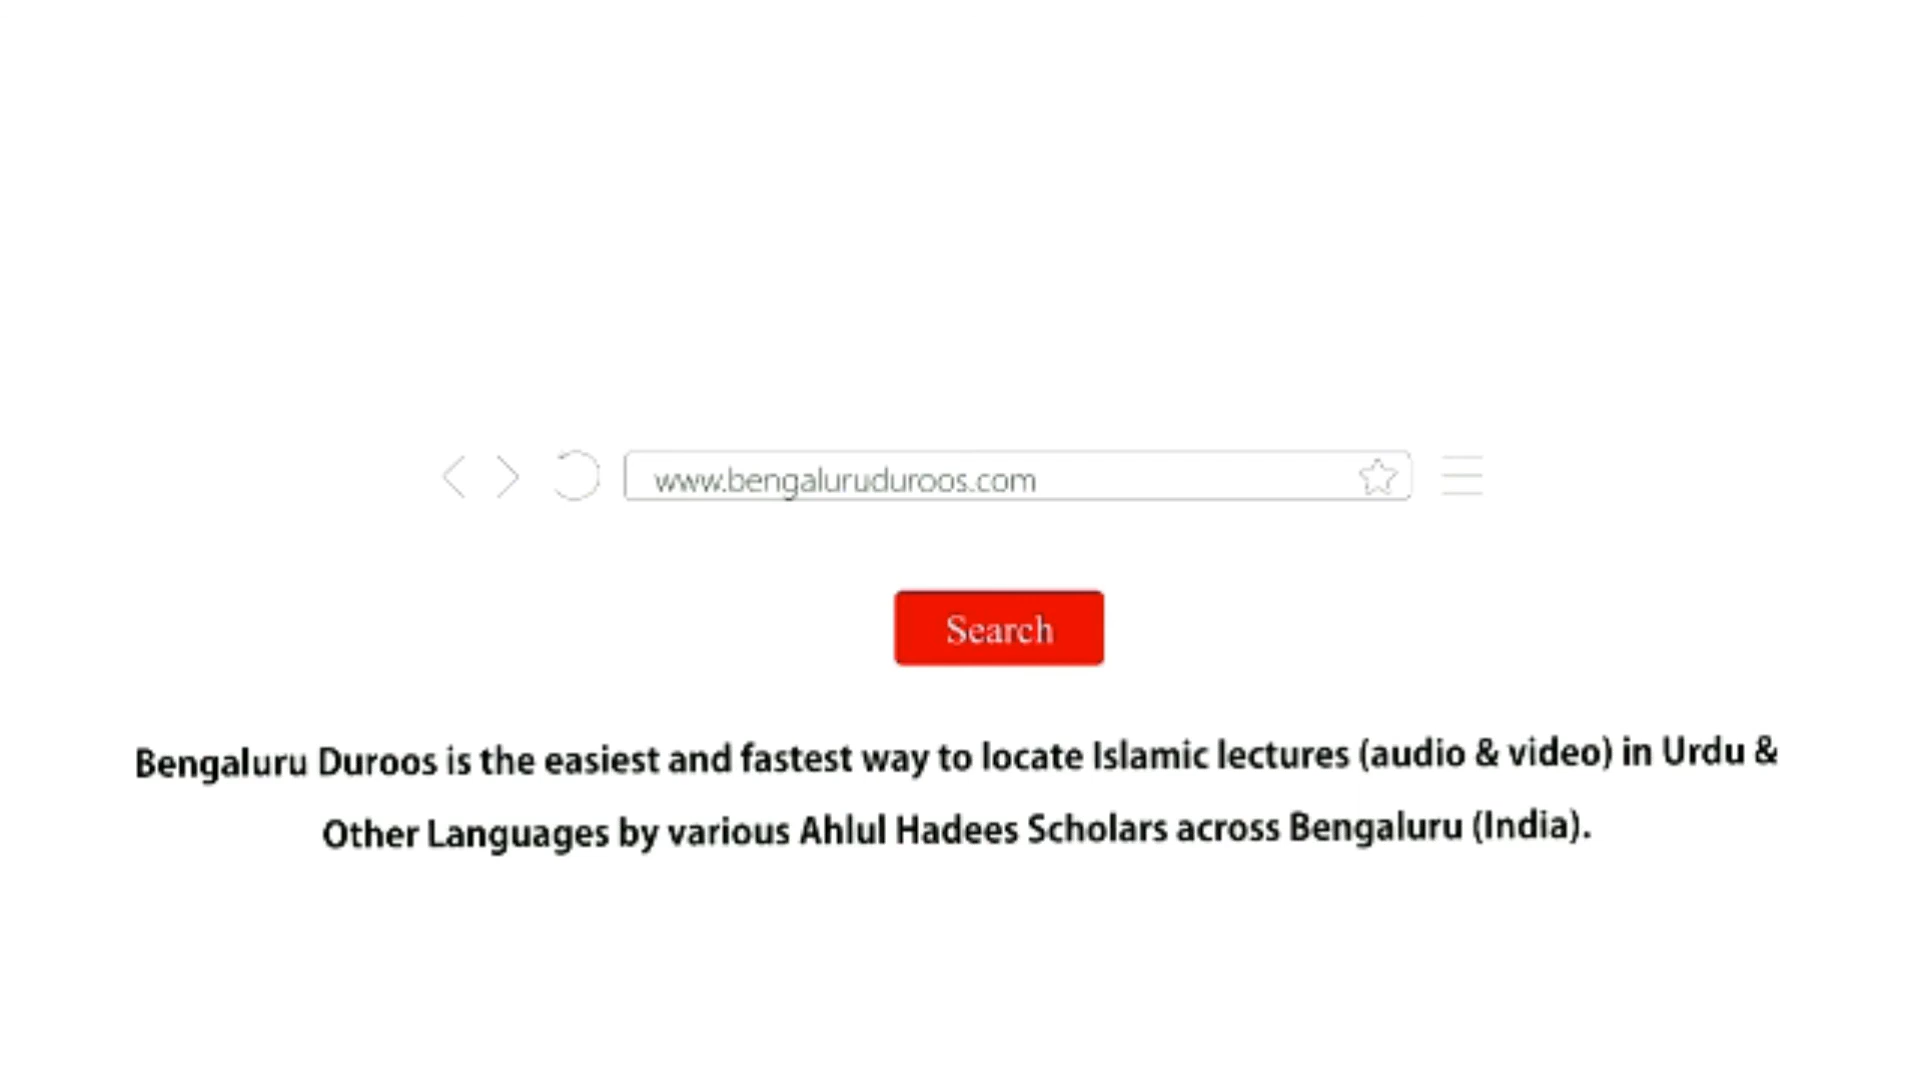 www.bengaluruduroos.com
Search
Bengaluru Duroos is the easiest and fastest way to locate Islamic lectures (audio & video) in Urdu &
Other Languages by various Ahlul Hadees Scholars across Bengaluru (India).